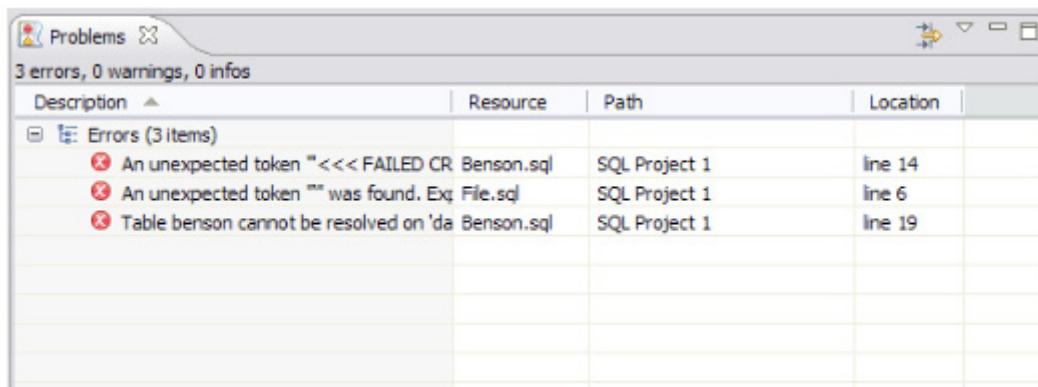 Problems
3 errors, 0 warnings, 0 infos
Description Resource Path Location
Errors (3 items)
An unexpected token "<<< FAILED CR Benson.sql SQL Project 1 line 14
An unexpected token """ was found. Exp File.sql SQL Project 1 line 6
Table benson cannot be resolved on 'da Benson.sql SQL Project 1 line 19